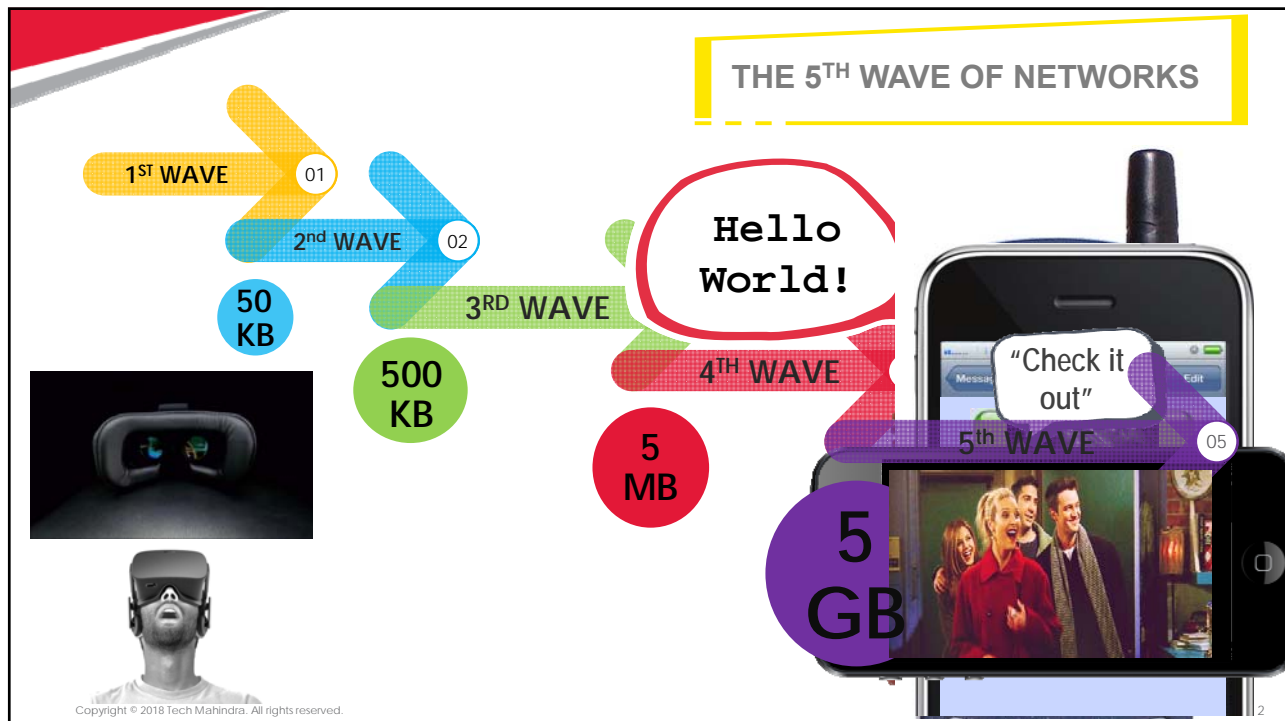 THE 5TH WAVE OF NETWORKS
1ST WAVE
01
2nd WAVE
02
50
KB
3RD WAVE
500
KB
Hello
World!
4TH WAVE
5
MB
Messag
Edit
“Check it
out”
5th WAVE
05
5
GB
Copyright © 2018 Tech Mahindra. All rights reserved.
2